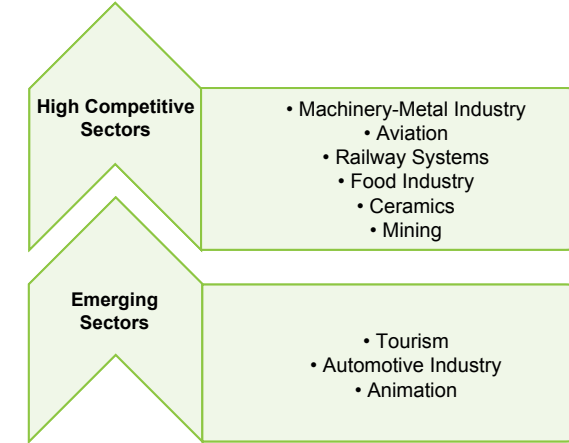 High Competitive
Sectors
• Machinery-Metal Industry
• Aviation
• Railway Systems
• Food Industry
• Ceramics
• Mining
Emerging
Sectors
• Tourism
• Automotive Industry
• Animation